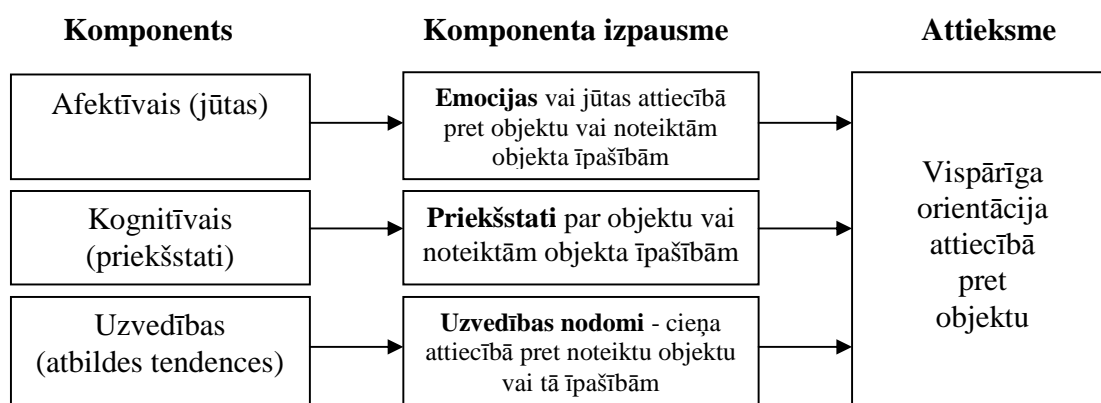 Komponents
Komponenta izpausme
Attieksme
Afektīvais (jūtas)
Emocijas vai jūtas attiecībā
pret objektu vai noteiktām
objekta īpašībām
Kognitīvais
(priekšstati)
Priekšstati par objektu vai
noteiktām objekta īpašībām
Uzvedības
(atbildes tendences)
Uzvedības nodomi - cieņa
attiecībā pret noteiktu objektu
vai tā īpašībām
Vispārīga
orientācija
attiecībā
pret
objektu